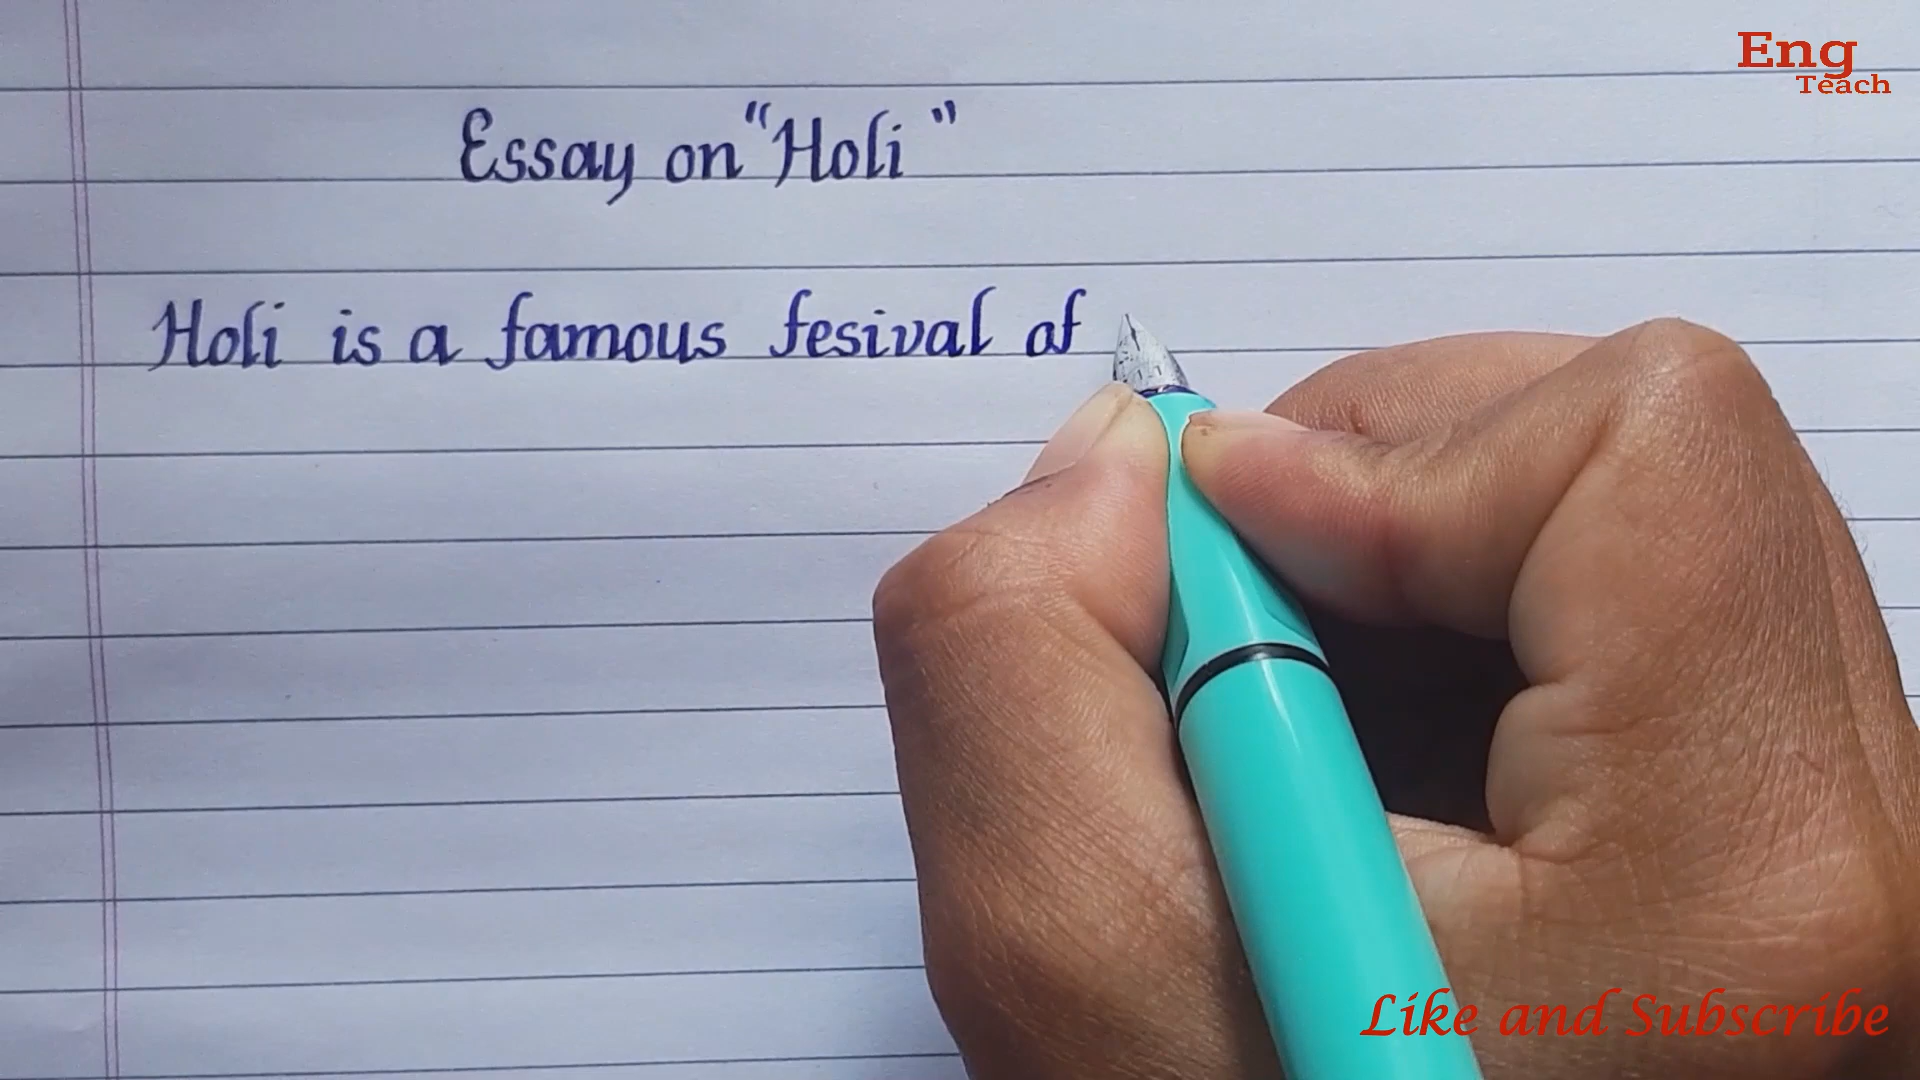 Eng
Teach
Essay on "Holi"
Holi is a famous fesival of
Like and Subscribe